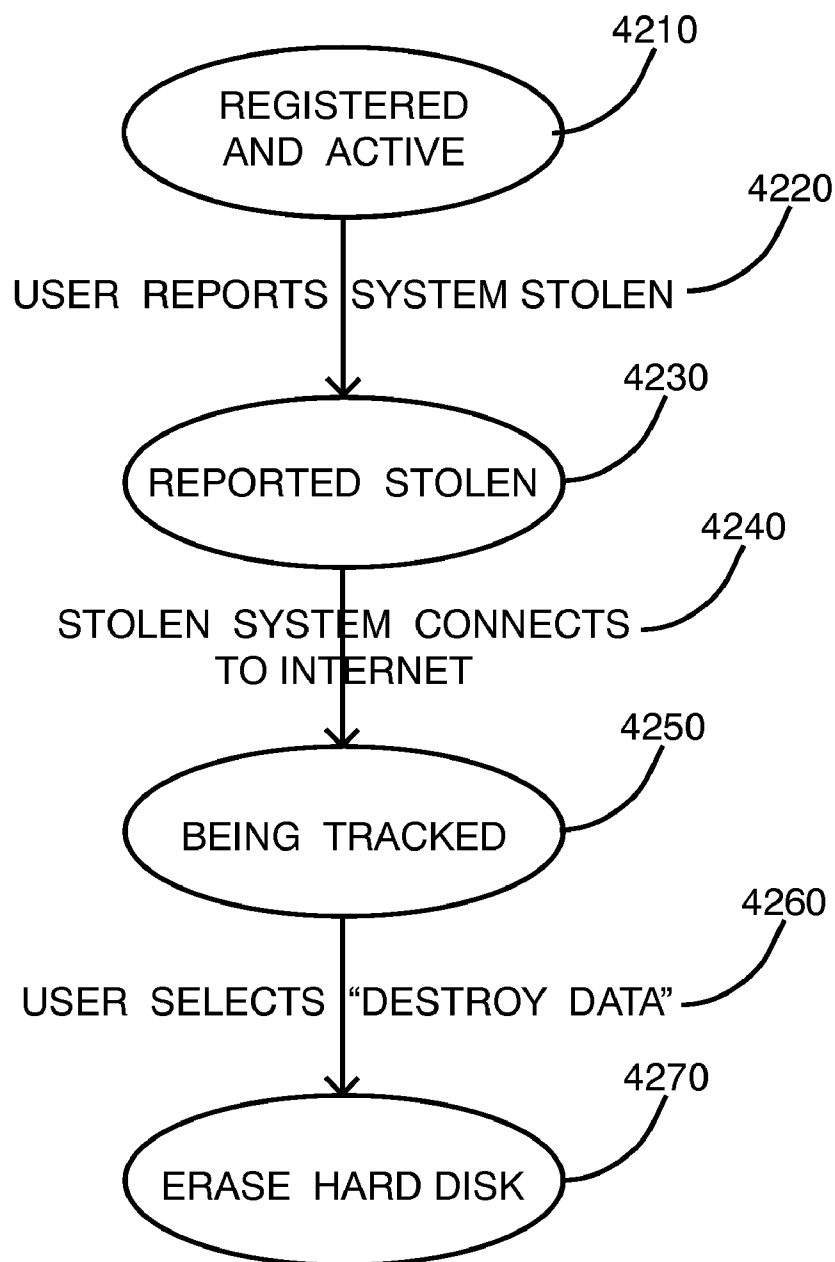 4210
REGISTERED
AND ACTIVE
4220
USER REPORTS SYSTEM STOLEN
4230
REPORTED STOLEN
4240
STOLEN SYSTEM CONNECTS
TO INTERNET
4250
BEING TRACKED
4260
USER SELECTS “DESTROY DATA”
4270
ERASE HARD DISK